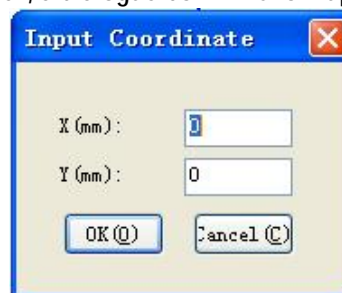 Input Coordinate
X(mm):
0
Y(mm):
0
OK(O)
Cancel(C)